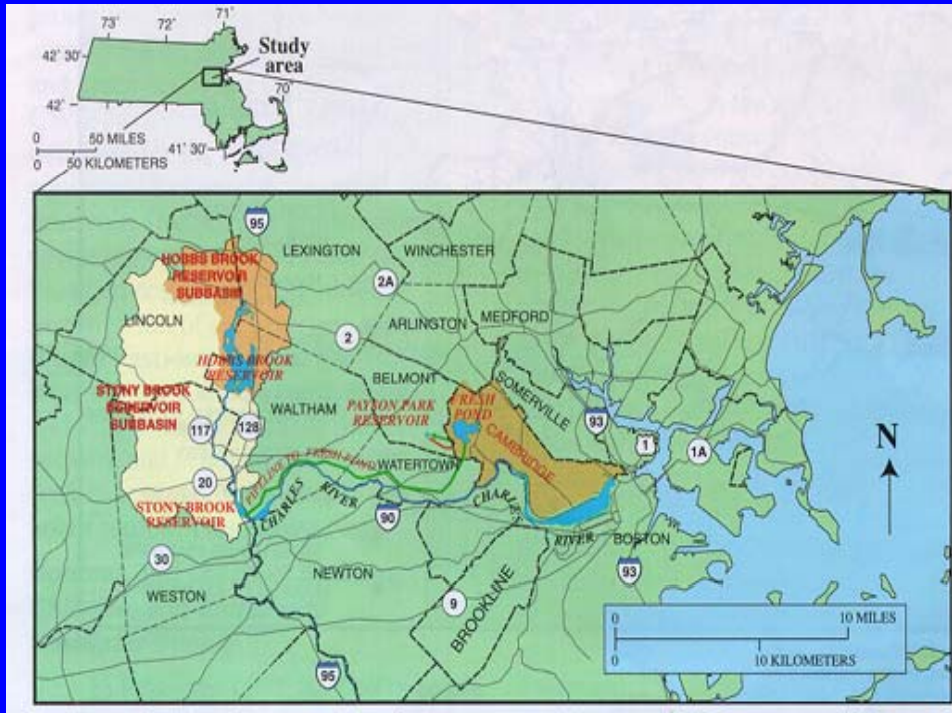 73°
72°
71°
42° 30'
Study
area
70°
42°
0
50 MILES
0
50 KILOMETERS
41° 30'
95
LEXINGTON
WINCHESTER
HOBBS BROOK
RESERVOIR
SUBBASIN
2A
LINCOLN
ARLINGTON
MEDFORD
2
HOBBS BROOK
RESERVOIR
BELMONT
SOMERVILLE
STONY BROOK
RESERVOIR
SUBBASIN
WALTHAM
PAYSON PARK
RESERVOIR
FRESH
POND
93
117
128
CAMBRIDGE
1
1A
N
WATERTOWN
20
PIPELINE TO FRESH POND
STONY BROOK
RESERVOIR
CHARLES
RIVER
90
CHARLES
RIVER
BOSTON
30
NEWTON
93
WESTON
9
BROOKLINE
0
10 MILES
0
10 KILOMETERS
95